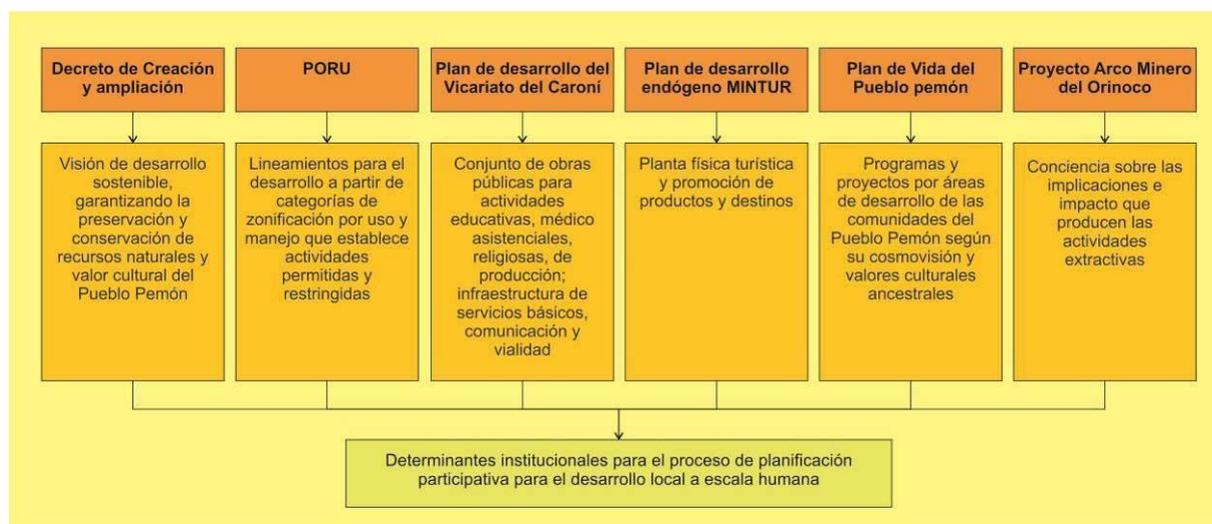 Decreto de Creación
y ampliación
PORU
Plan de desarrollo del
Vicariato del Caroní
Plan de desarrollo
endógeno MINTUR
Plan de Vida del
Pueblo pemón
Proyecto Arco Minero
del Orinoco
Visión de desarrollo
sostenible,
garantizando la
preservación y
conservación de
recursos naturales y
valor cultural del
Pueblo Pemón
Lineamientos para el
desarrollo a partir de
categorías de
zonificación por uso y
manejo que establece
actividades
permitidas y
restringidas
Conjunto de obras
públicas para
actividades
educativas, médico
asistenciales,
religiosas, de
producción;
infraestructura de
servicios básicos,
comunicación y
vialidad
Planta física turística
y promoción de
productos y destinos
Programas y
proyectos por áreas
de desarrollo de las
comunidades del
Pueblo Pemón según
su cosmovisión y
valores culturales
ancestrales
Conciencia sobre las
implicaciones e
impacto que
producen las
actividades
extractivas
Determinantes institucionales para el proceso de planificación
participativa para el desarrollo local a escala humana